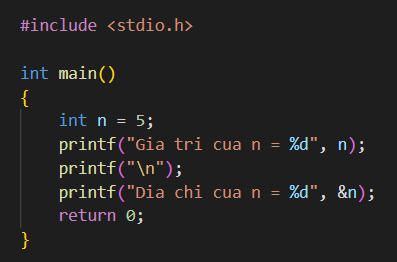 #include <stdio.h>
int main()
{
int n = 5;
printf("Gia tri cua n = %d", n);
printf("\n");
printf("Dia chi cua n = %d", &n);
return 0;
}